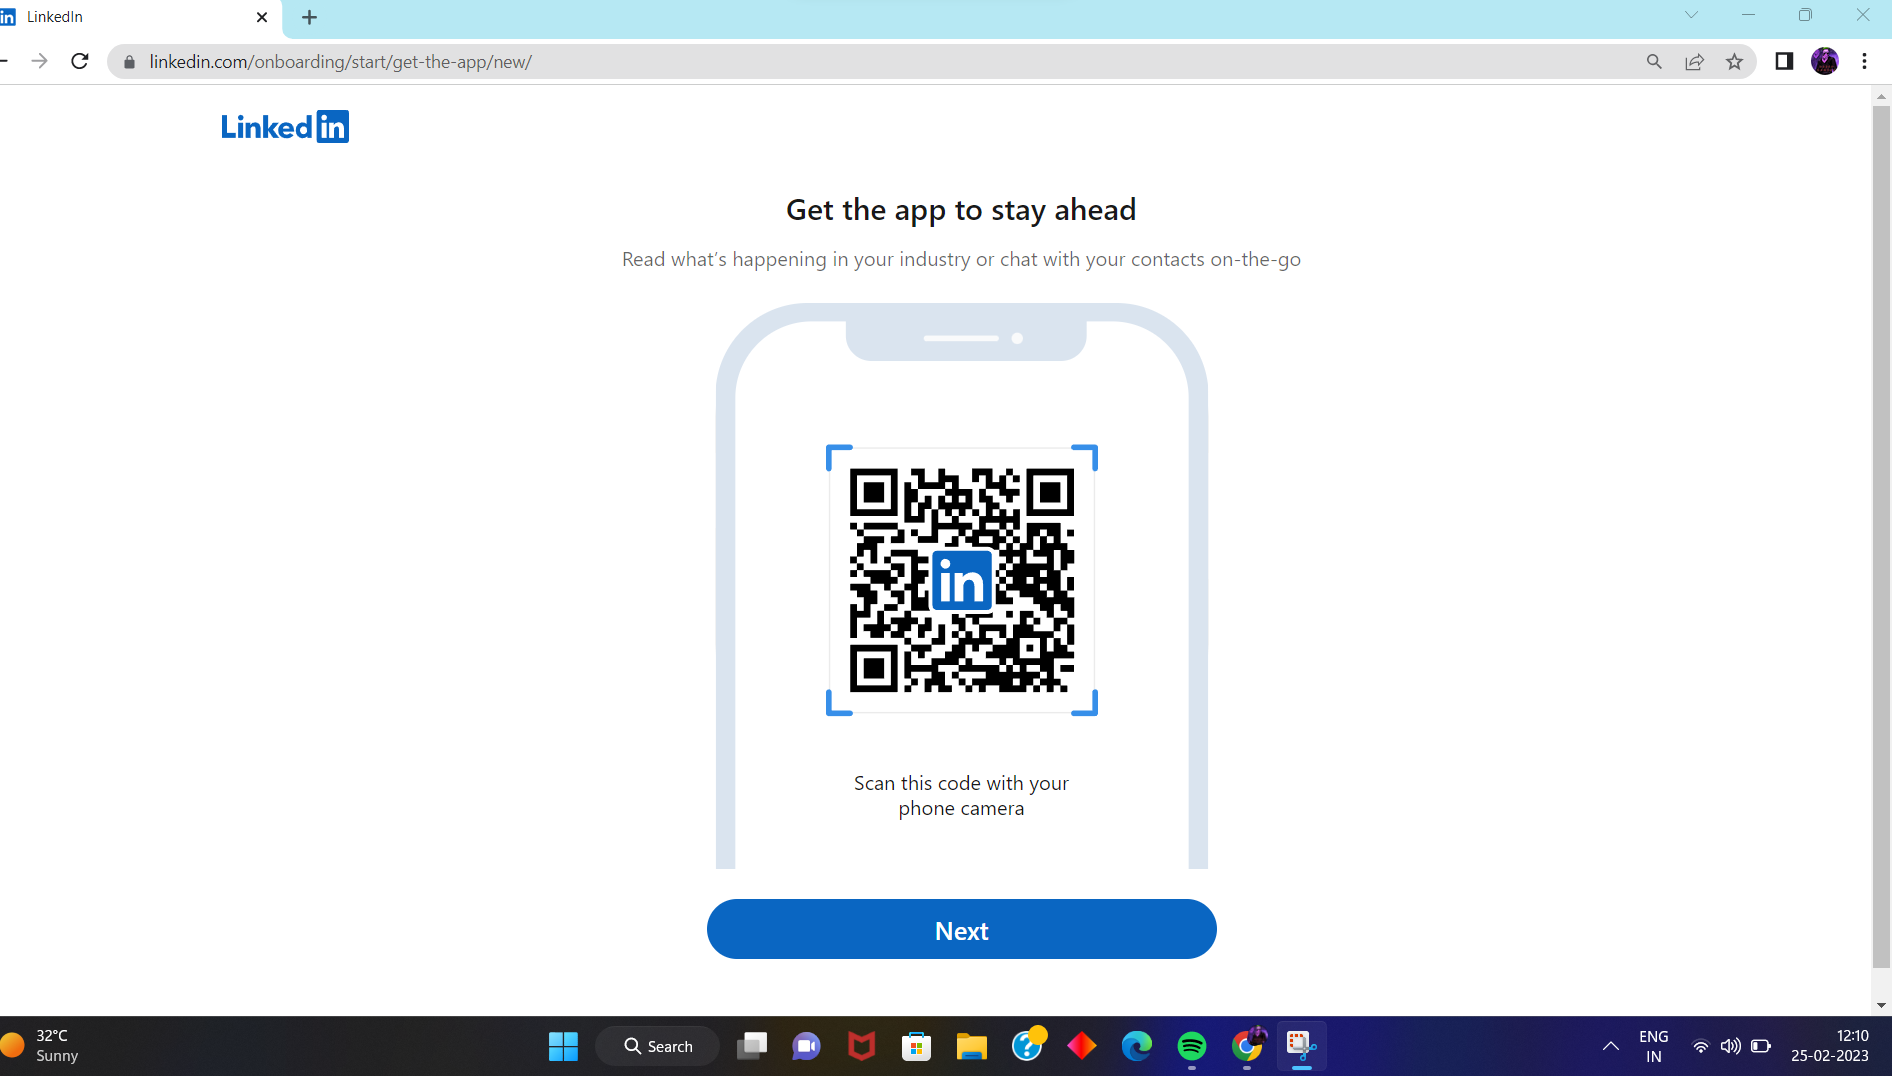 LinkedIn
linkedin.com/onboarding/start/get-the-app/new/
Linked in
Get the app to stay ahead
Read what’s happening in your industry or chat with your contacts on-the-go
in
Scan this code with your
phone camera
Next
32°C
Sunny
Search
ENG
IN
12:10
25-02-2023